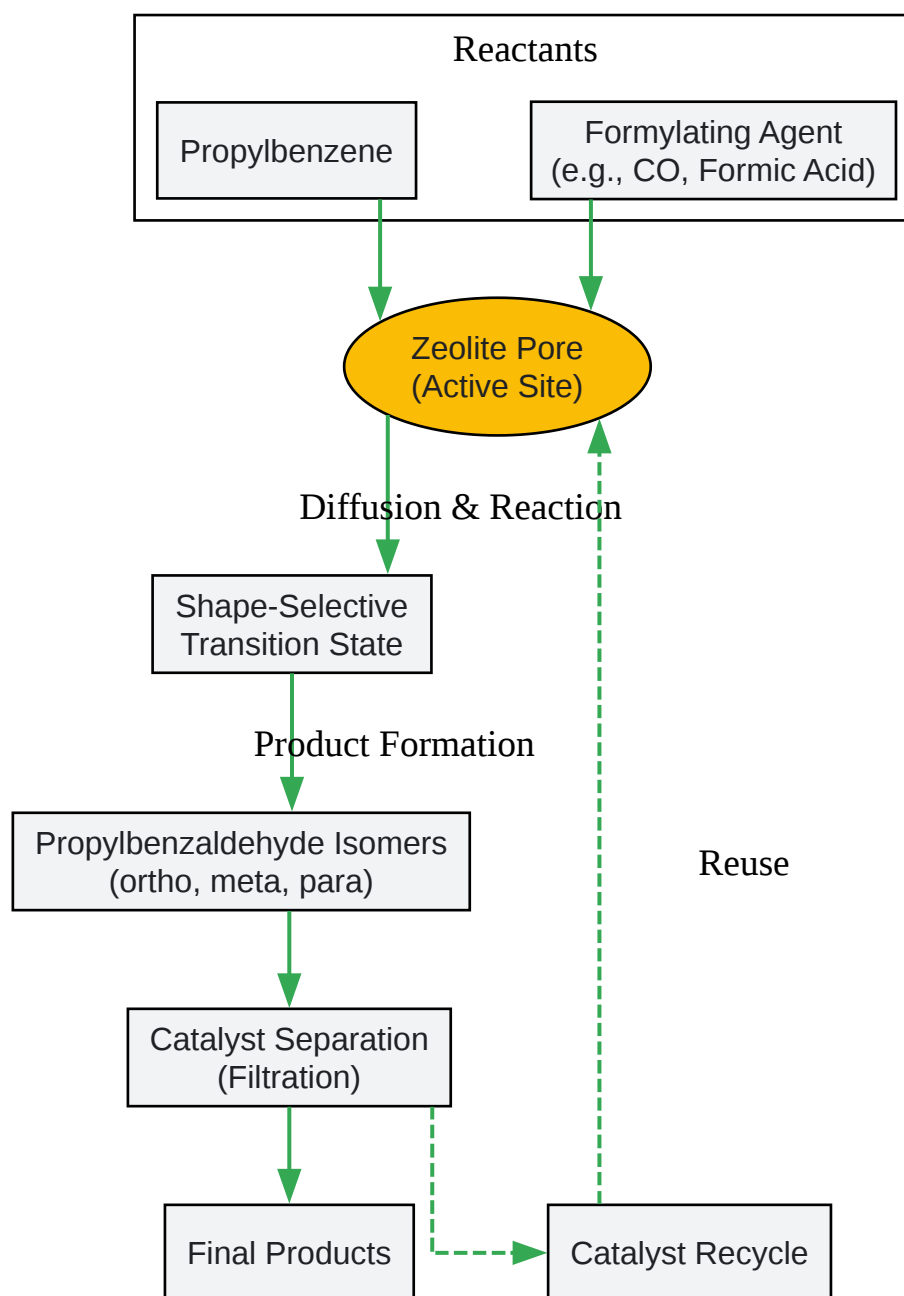 Reactants
Propylbenzene
Formylating Agent
(e.g., CO, Formic Acid)
Zeolite Pore
(Active Site)
Diffusion & Reaction
Shape-Selective
Transition State
Product Formation
Propylbenzaldehyde Isomers
(ortho, meta, para)
Reuse
Catalyst Separation
(Filtration)
Final Products
Catalyst Recycle